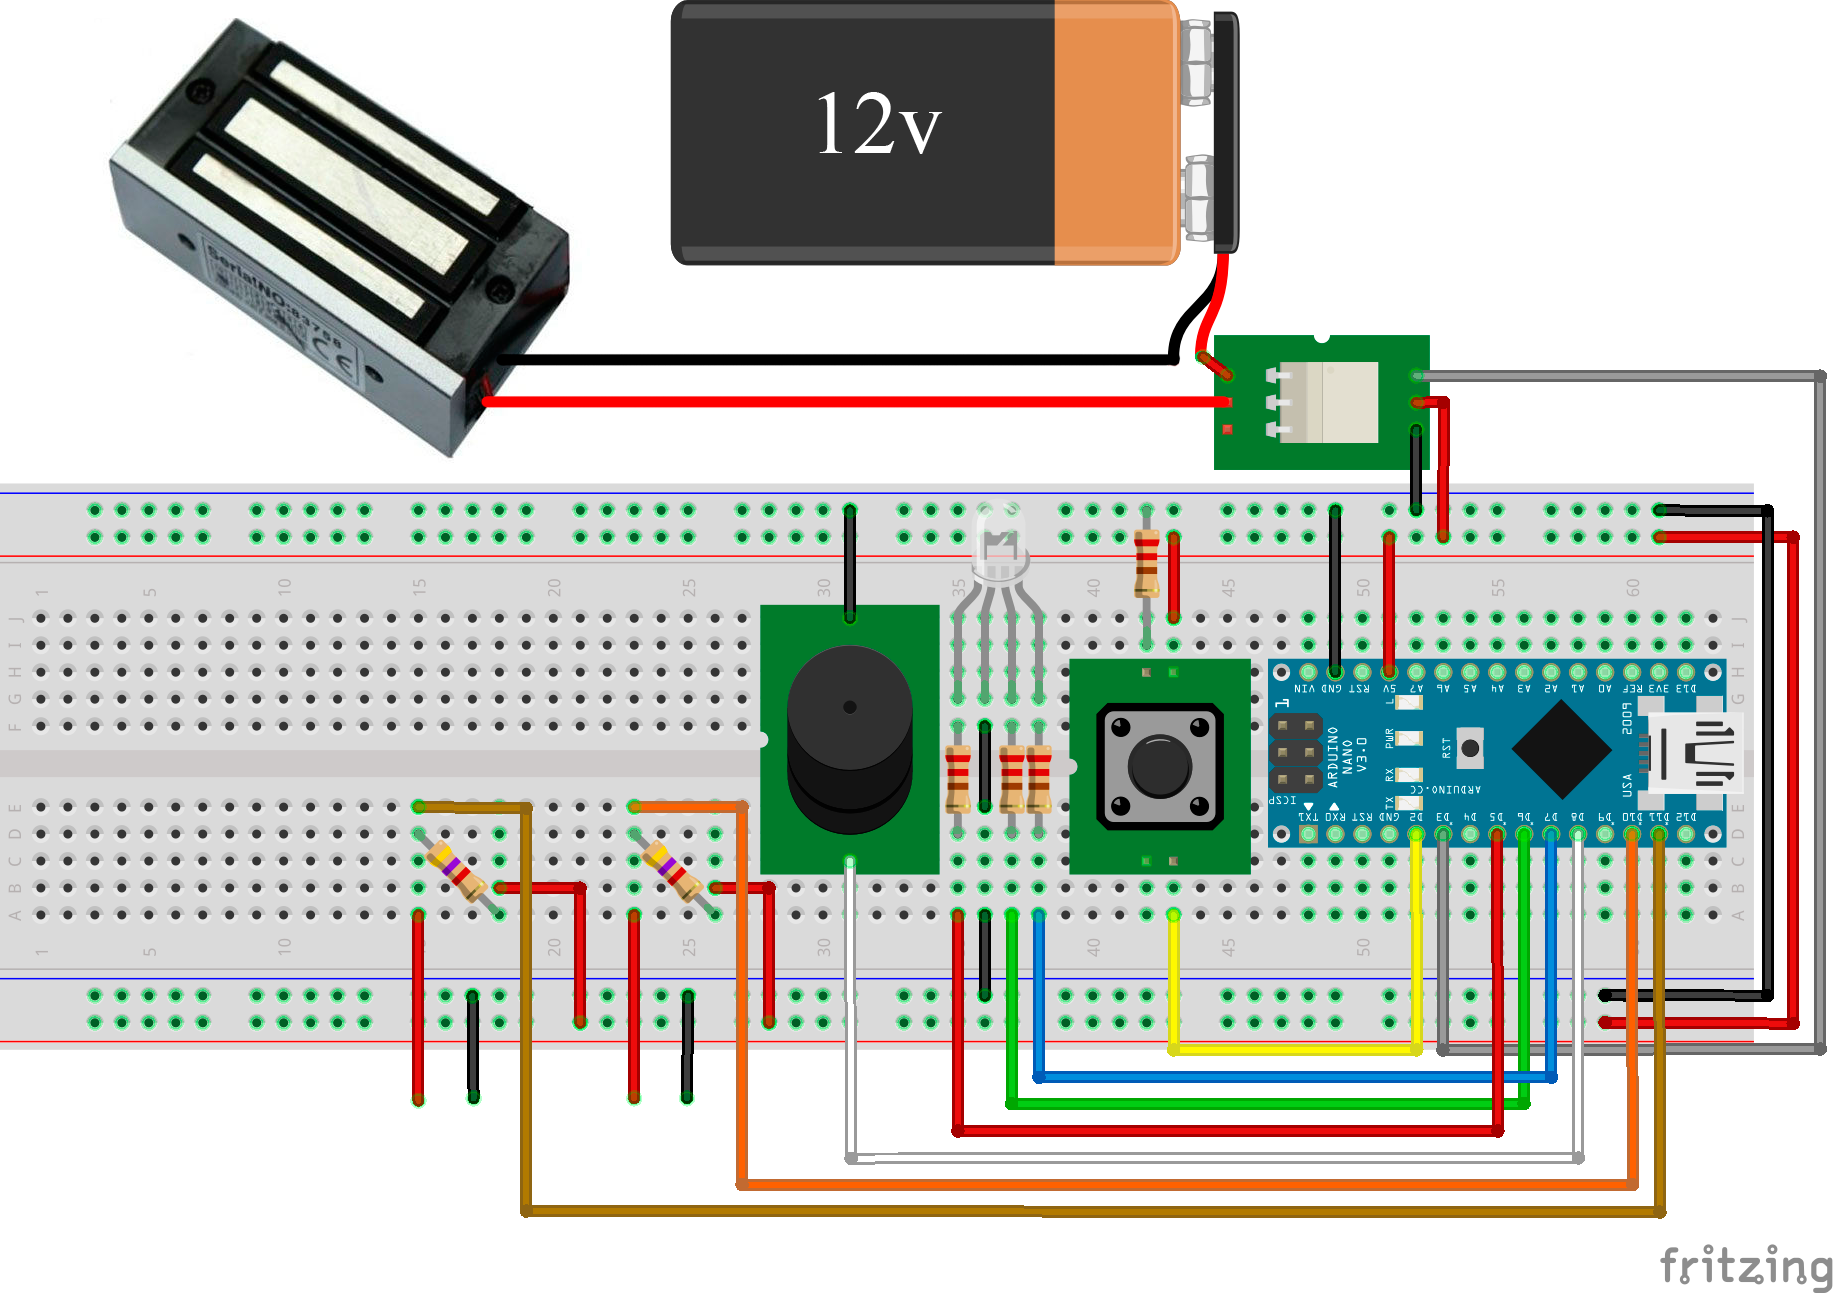 12v
SerialNO:83758
CE
1 5 10 15 20 25 30 35 40 45 50 55 60
J
I
H
G
F
E
D
C
B
A
J
I
H
G
E
D
C
B
A
VIN GND RST 5V A7 A6 A5 A4 A3 A2 A1 A0 REF 3V3 D13
1
L
PWR
RX
TX
RST
ARDUINO
NANO
V3.0
ICSP
ARDUINO.CC
USA
TX1 RX0 RST GND D2 D3 D4 D5 D6 D7 D8 D9 D10 D11 D12
1 5 10 20 25 30 35 40 45 50 55
fritzing